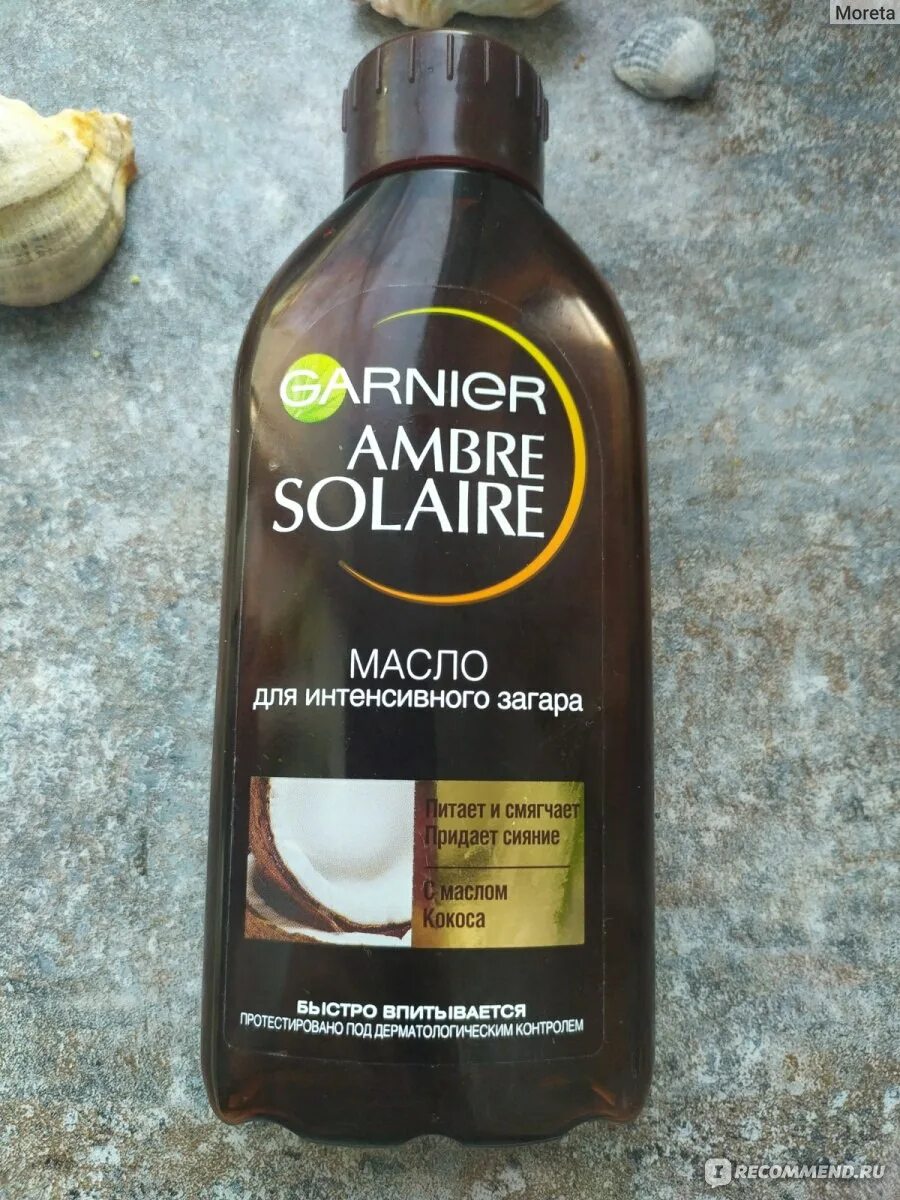 Moreta
GARNIER
AMBRE
SOLAIRE
МАСЛО
ДЛЯ ИНТЕНСИВНОГО ЗАГАРА
Питает и смягчает
Придает сияние
С маслом
Кокоса
БЫСТРО ВПИТЫВАЕТСЯ
ПРОТЕСТИРОВАНО ПОД ДЕРМАТОЛОГИЧЕСКИМ КОНТРОЛЕМ
IRECOMMEND.RU